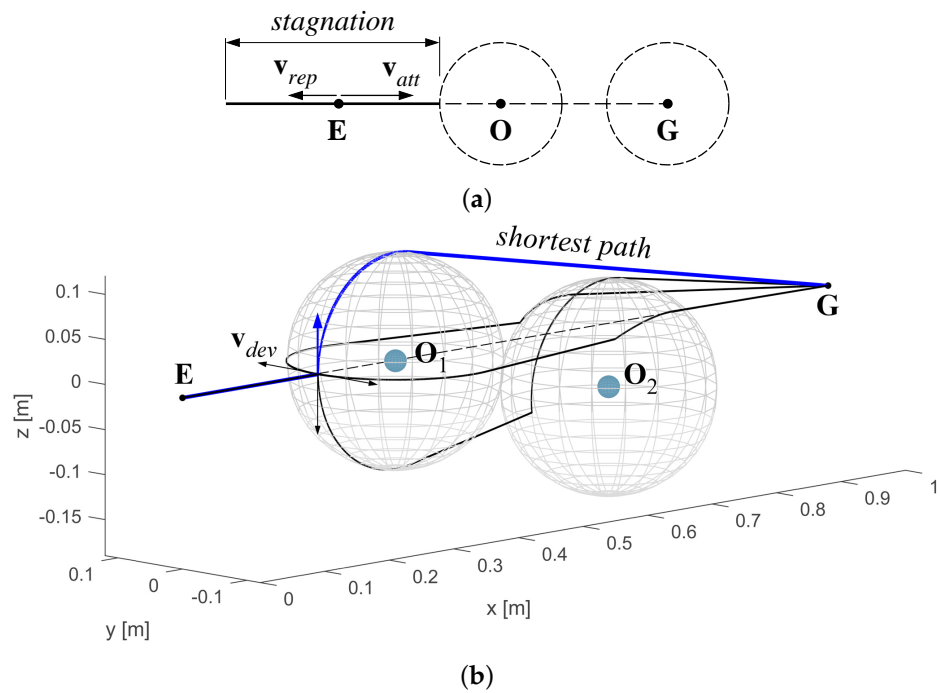 stagnation
v_rep
v_att
E
O
G
(a)
shortest path
0.1
0.05
0
-0.05
-0.1
-0.15
z [m]
v_dev
E
O_1
O_2
G
0.1
0
-0.1
y [m]
0
0.1
0.2
0.3
0.4
0.5
0.6
0.7
0.8
0.9
1
x [m]
(b)